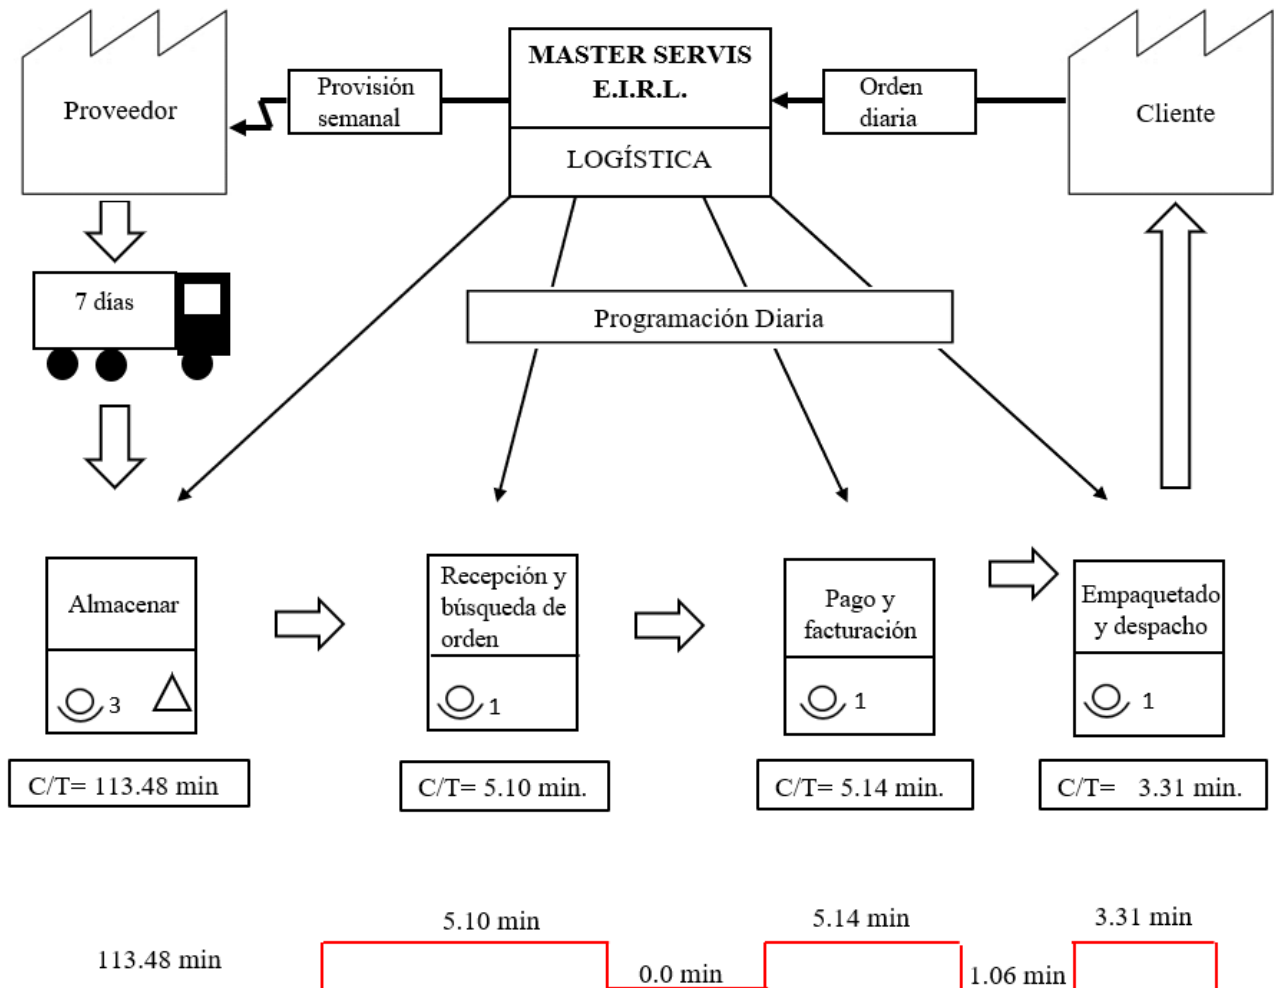 MASTER SERVIS
E.I.R.L.
LOGÍSTICA
Proveedor
Provisión
semanal
Orden
diaria
Cliente
7 días
Programación Diaria
Almacenar
3
Recepción y
búsqueda de
orden
1
Pago y
facturación
1
Empaquetado
y despacho
1
C/T= 113.48 min
C/T= 5.10 min.
C/T= 5.14 min.
C/T= 3.31 min.
113.48 min
5.10 min
0.0 min
5.14 min
1.06 min
3.31 min